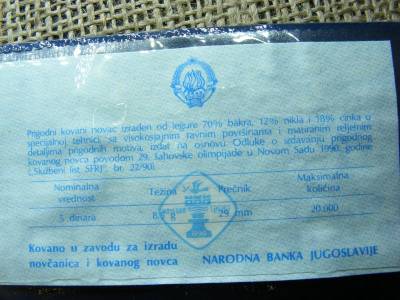 Prigodni kovani novac izrađen od legure 70% bakra, 12% nikla i 18% cinka u
specijalnoj tehnici, sa visokosjajnim ravnim površinama i matiranim reljefnim
detaljima prigodnih motiva, izdat na osnovu Odluke o izdavanju prigodnog
kovanog novca povodom 29. šahovske olimpijade u Novom Sadu 1990. godine
(„Službeni list SFRJ" br. 22/90).
Nominalna vrednost Težina Prečnik Maksimalna količina
5 dinara g 29 mm 20.000
Kovano u zavodu za izradu
novčanica i kovanog novca NARODNA BANKA JUGOSLAVIJE